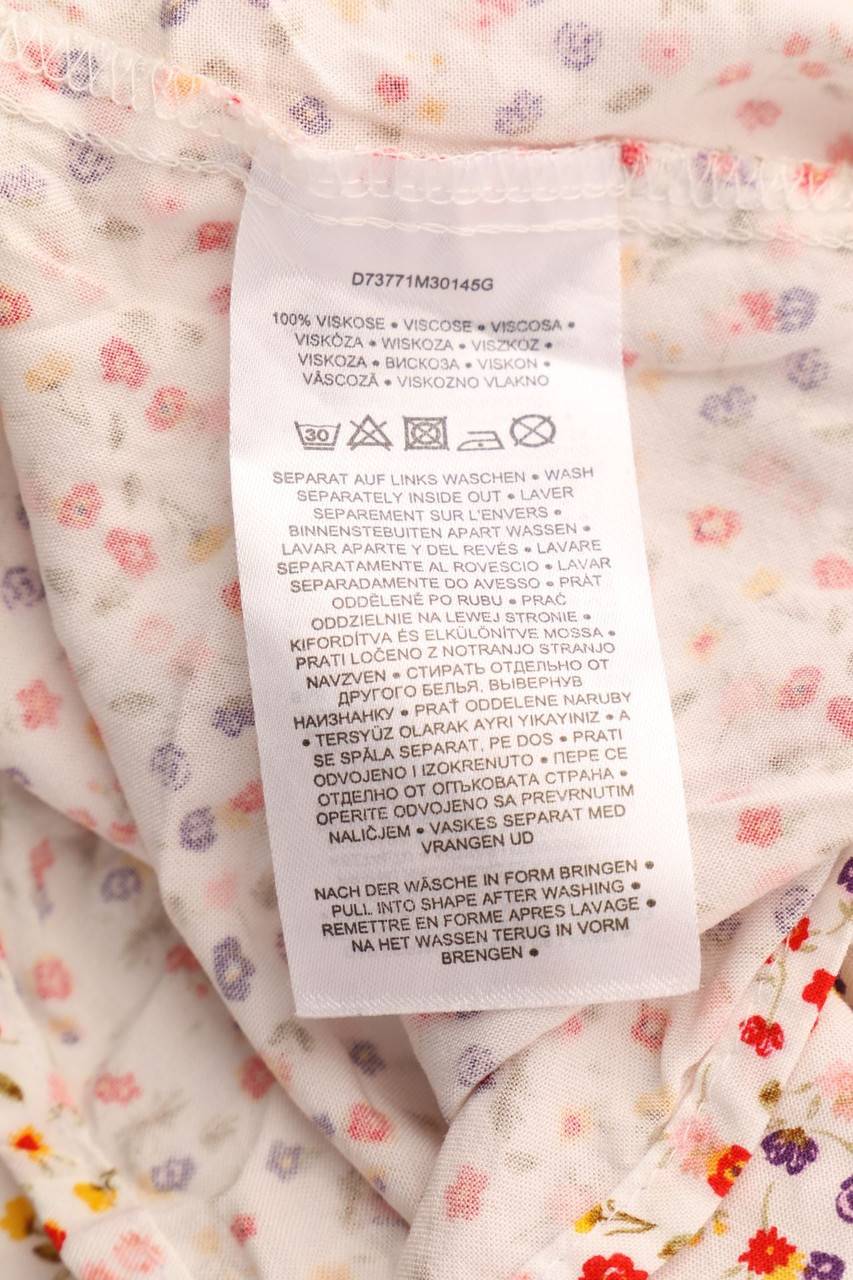 D73771M30145G
100% VISKOSE • VISCOSE • VISCOSA •
VISKÓZA • WISKOZA • VISZKÓZ •
VISKOZA • ВИСКОЗА • VISKON •
VÂSCOZĂ • VISKOZNO VLAKNO
30
SEPARAT AUF LINKS WASCHEN • WASH
SEPARATELY INSIDE OUT • LAVER
SEPAREMENT SUR L'ENVERS •
BINNENSTEBUITEN APART WASSEN •
LAVAR APARTE Y DEL REVÉS • LAVARE
SEPARATAMENTE AL ROVESCIO • LAVAR
SEPARADAMENTE DO AVESSO • PRÁT
ODDĚLENĚ PO RUBU • PRAĆ
ODDZIELNIE NA LEWEJ STRONIE •
KIFORDÍTVA ÉS ELKÜLÖNÍTVE MOSSA •
PRATI LOČENO Z NOTRANJO STRANJO
NAVZVEN • СТИРАТЬ ОТДЕЛЬНО ОТ
ДРУГОГО БЕЛЬЯ, ВЫВЕРНУВ
НАИЗНАНКУ • PRAŤ ODDELENE NARUBY
• TERSYÜZ OLARAK AYRI YIKAYINIZ • A
SE SPĂLA SEPARAT, PE DOS • PRATI
ODVOJENO I IZOKRENUTO • ПЕРЕ СЕ
ОТДЕЛНО ОТ ОПЪКОВАТА СТРАНА •
OPERITE ODVOJENO SA PREVRNUTIM
NALIČJEM • VASKES SEPARAT MED
VRANGEN UD
NACH DER WÄSCHE IN FORM BRINGEN •
PULL INTO SHAPE AFTER WASHING •
REMETTRE EN FORME APRES LAVAGE •
NA HET WASSEN TERUG IN VORM
BRENGEN •